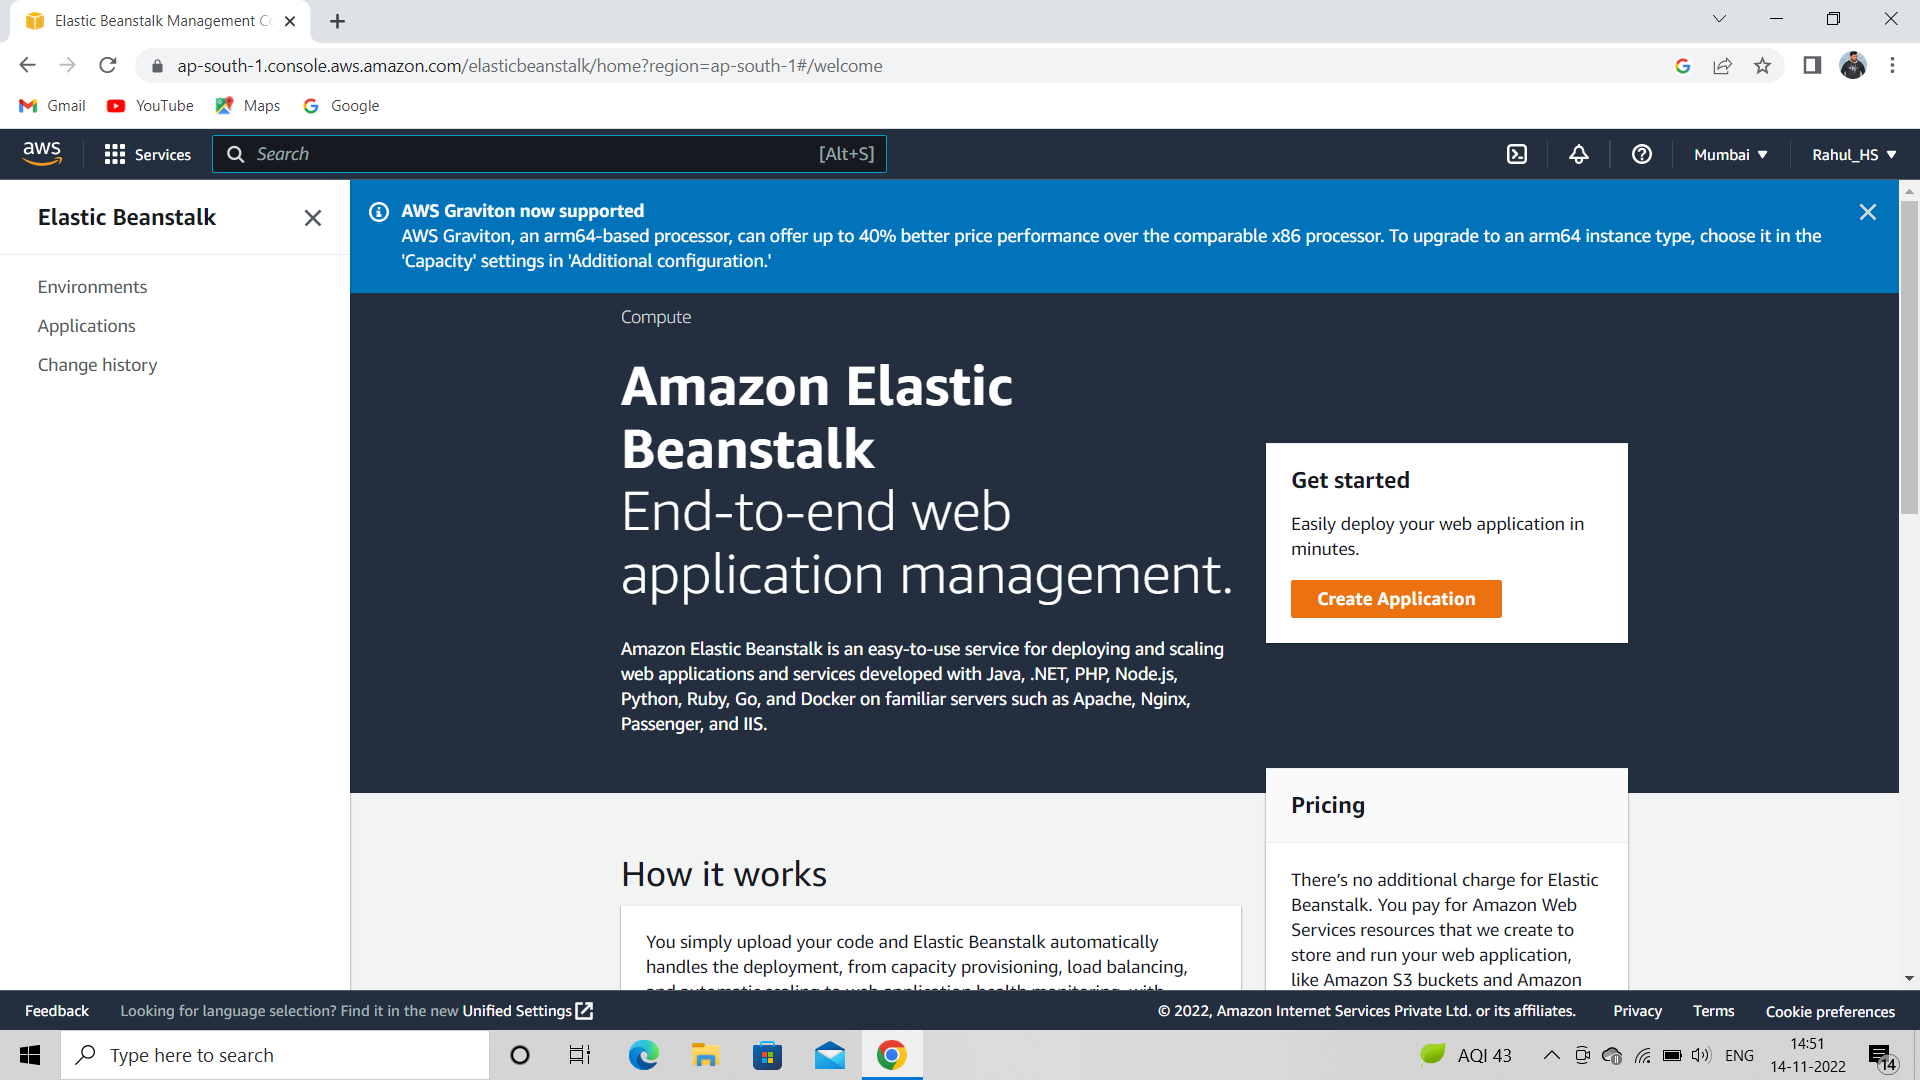 Elastic Beanstalk Management Co
ap-south-1.console.aws.amazon.com/elasticbeanstalk/home?region=ap-south-1#/welcome
Gmail YouTube Maps Google
aws Services Search [Alt+S] Mumbai Rahul_HS
Elastic Beanstalk
Environments
Applications
Change history
AWS Graviton now supported
AWS Graviton, an arm64-based processor, can offer up to 40% better price performance over the comparable x86 processor. To upgrade to an arm64 instance type, choose it in the
'Capacity' settings in 'Additional configuration.'
Compute
Amazon Elastic
Beanstalk
End-to-end web
application management.
Amazon Elastic Beanstalk is an easy-to-use service for deploying and scaling
web applications and services developed with Java, .NET, PHP, Node.js,
Python, Ruby, Go, and Docker on familiar servers such as Apache, Nginx,
Passenger, and IIS.
Get started
Easily deploy your web application in
minutes.
Create Application
How it works
You simply upload your code and Elastic Beanstalk automatically
handles the deployment, from capacity provisioning, load balancing,
and automatic scaling to web application health monitoring, with
Pricing
There's no additional charge for Elastic
Beanstalk. You pay for Amazon Web
Services resources that we create to
store and run your web application,
like Amazon S3 buckets and Amazon
Feedback Looking for language selection? Find it in the new Unified Settings © 2022, Amazon Internet Services Private Ltd. or its affiliates. Privacy Terms Cookie preferences
Type here to search AQI 43 ENG 14:51
14-11-2022 14